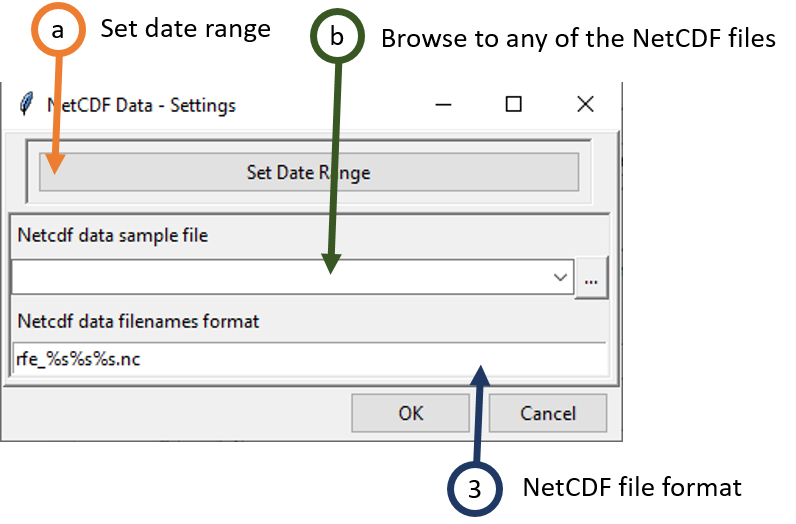 a Set date range
b Browse to any of the NetCDF files
NetCDF Data - Settings
Set Date Range
Netcdf data sample file
...
Netcdf data filenames format
rfe_%s%s%s.nc
OK Cancel
3 NetCDF file format